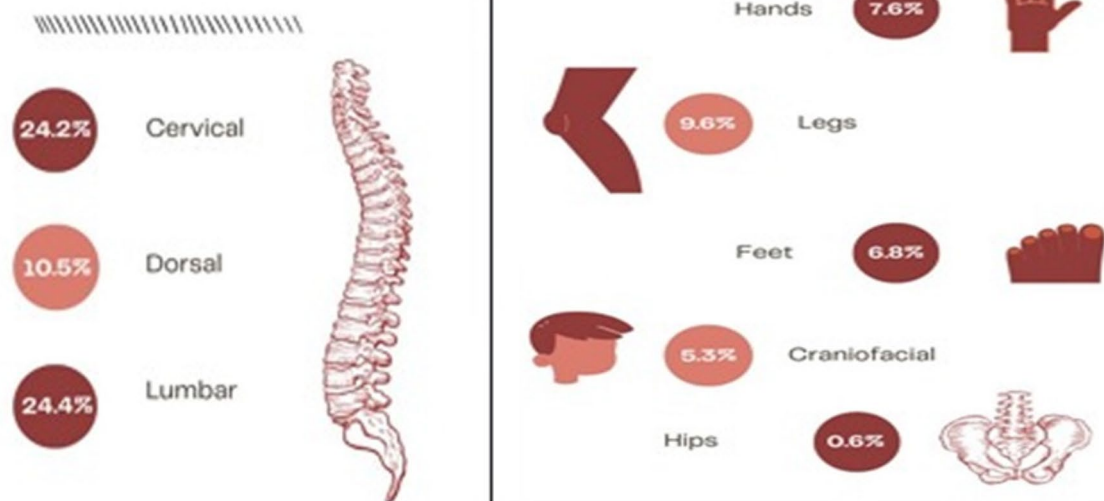 24.2% Cervical
10.5% Dorsal
24.4% Lumbar
Hands 7.6%
9.6% Legs
Feet 6.8%
5.3% Craniofacial
Hips 0.6%